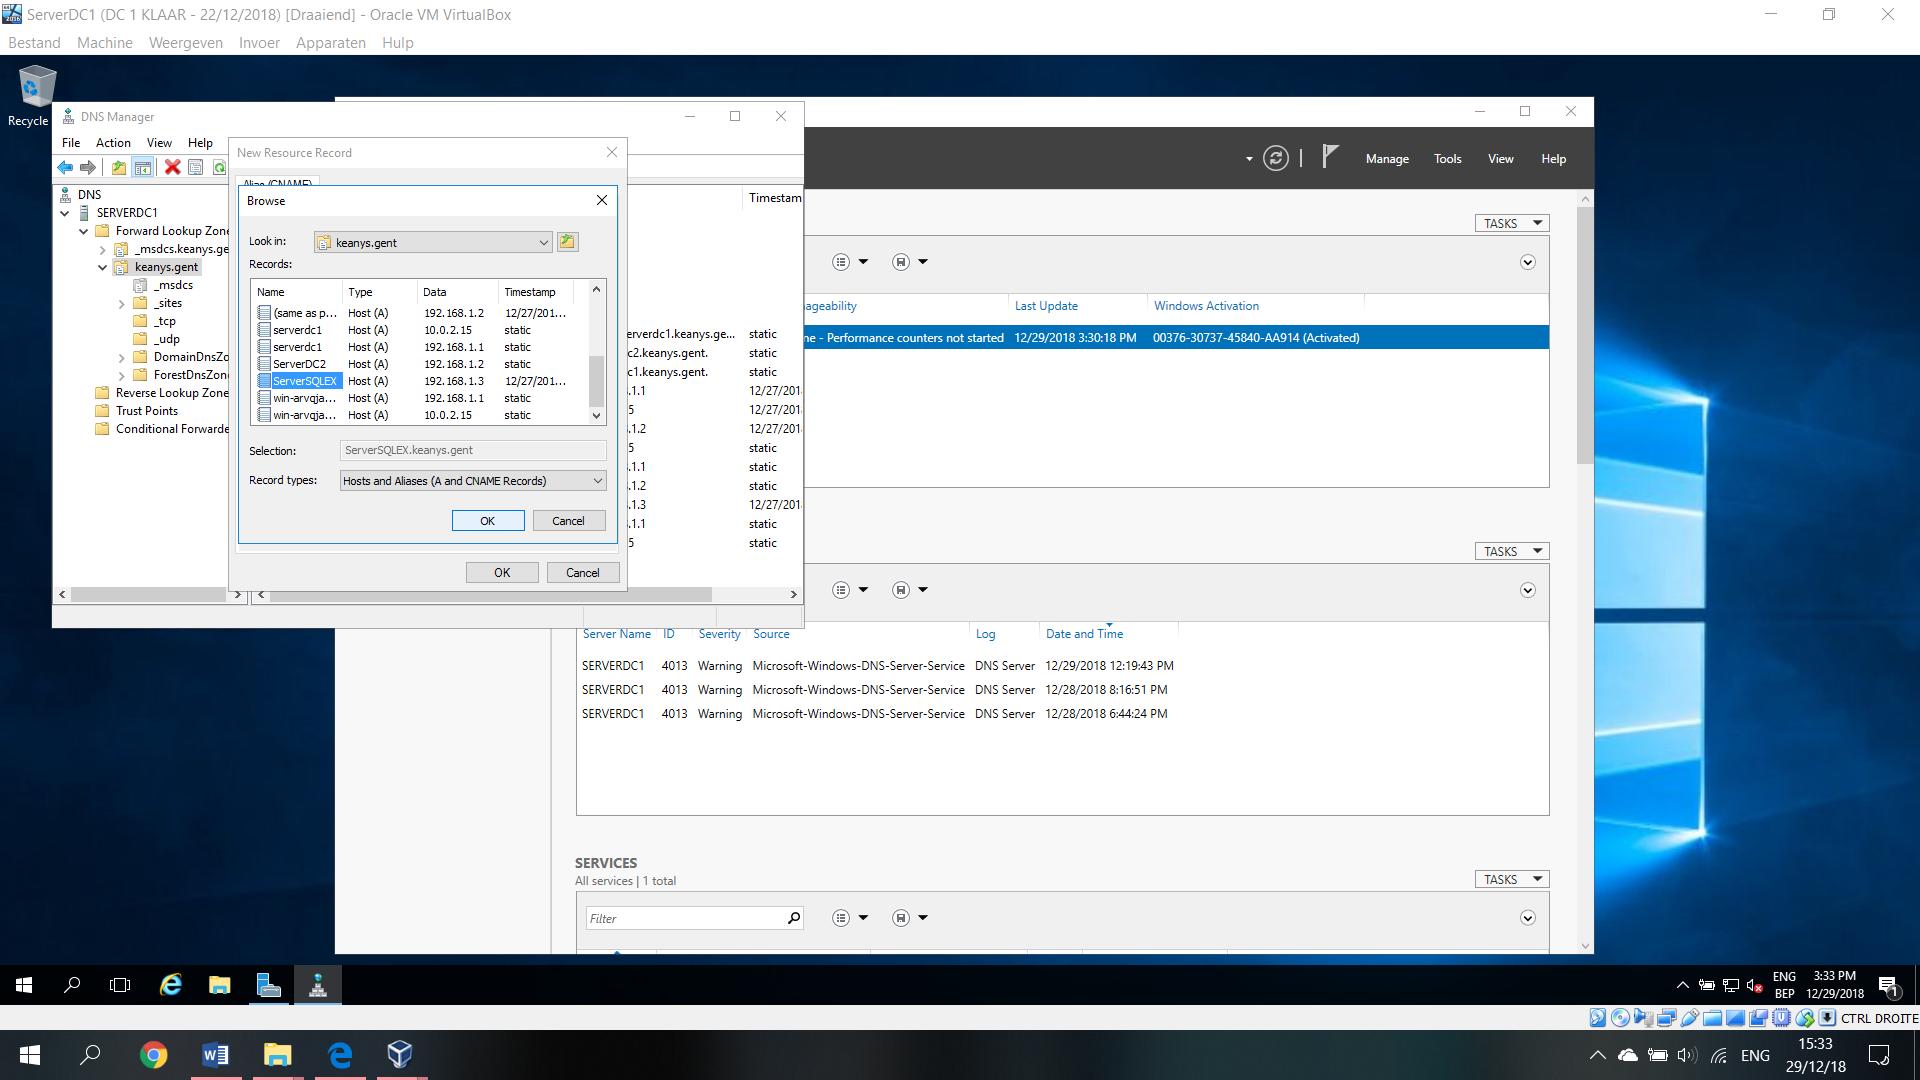 ServerDC1 (DC 1 KLAAR - 22/12/2018) [Draaiend] - Oracle VM VirtualBox
Bestand Machine Weergeven Invoer Apparaten Hulp
Recycle
DNS Manager
File Action View Help
New Resource Record
Alias (CNAME)
Browse
Look in: keanys.gent
Records:
Name Type Data Timestamp
(same as p... Host (A) 192.168.1.2 12/27/201...
serverdc1 Host (A) 10.0.2.15 static
serverdc1 Host (A) 192.168.1.1 static
ServerDC2 Host (A) 192.168.1.2 static
ServerSQLEX Host (A) 192.168.1.3 12/27/201...
win-arvqja... Host (A) 192.168.1.1 static
win-arvqja... Host (A) 10.0.2.15 static
Selection: ServerSQLEX.keanys.gent
Record types: Hosts and Aliases (A and CNAME Records)
OK Cancel
OK Cancel
DNS
SERVERDC1
Forward Lookup Zone
_msdcs.keanys.ge
keanys.gent
_msdcs
_sites
_tcp
_udp
DomainDnsZo
ForestDnsZon
Reverse Lookup Zone
Trust Points
Conditional Forwarde
Timestam
serverdc1.keanys.ge... static
c2.keanys.gent. static
c1.keanys.gent. static
.1.1 12/27/201
5 12/27/201
.1.2 12/27/201
5 static
.1.1 static
.1.2 static
.1.3 12/27/201
.1.1 static
5 static
Manage Tools View Help
TASKS
ageability Last Update Windows Activation
ne - Performance counters not started 12/29/2018 3:30:18 PM 00376-30737-45840-AA914 (Activated)
TASKS
Server Name ID Severity Source Log Date and Time
SERVERDC1 4013 Warning Microsoft-Windows-DNS-Server-Service DNS Server 12/29/2018 12:19:43 PM
SERVERDC1 4013 Warning Microsoft-Windows-DNS-Server-Service DNS Server 12/28/2018 8:16:51 PM
SERVERDC1 4013 Warning Microsoft-Windows-DNS-Server-Service DNS Server 12/28/2018 6:44:24 PM
SERVICES
All services | 1 total
TASKS
Filter
ENG
BEP
3:33 PM
12/29/2018
1
CTRL DROITE
ENG
15:33
29/12/18